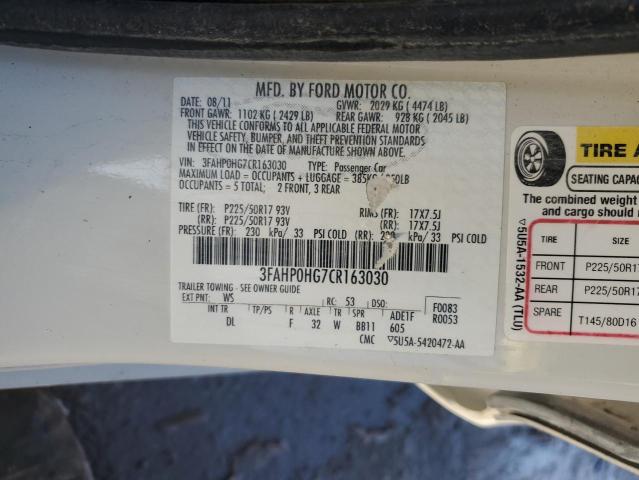 MFD. BY FORD MOTOR CO.
DATE: 08/11 GVWR: 2029 KG ( 4474 LB)
FRONT GAWR: 1102 KG ( 2429 LB) REAR GAWR: 928 KG ( 2045 LB)
THIS VEHICLE CONFORMS TO ALL APPLICABLE FEDERAL MOTOR
VEHICLE SAFETY, BUMPER, AND THEFT PREVENTION STANDARDS
IN EFFECT ON THE DATE OF MANUFACTURE SHOWN ABOVE.
VIN: 3FAHP0HG7CR163030 TYPE: Passenger Car
MAXIMUM LOAD = OCCUPANTS + LUGGAGE = 385KG
OCCUPANTS = 5 TOTAL: 2 FRONT, 3 REAR
TIRE (FR): P225/50R17 93V RIMS (FR): 17X7.5J
(RR): P225/50R17 93V (RR): 17X7.5J
PRESSURE (FR): 230 kPa/ 33 PSI COLD (RR): kPa/ 33 PSI COLD
3FAHP0HG7CR163030
TRAILER TOWING - SEE OWNER GUIDE
EXT PNT: WS RC: 53 DSO: F0083
INT TR TP/PS R AXLE TR SPR ADE1F R0053
DL F 32 W BB11 605
CMC ▽5U5A-5420472-AA
TIRE A
SEATING CAPAC
The combined weight
and cargo should
▽5U5A-1532-AA (TLU)
TIRE SIZE
FRONT P225/50R17
REAR P225/50R17
SPARE T145/80D16